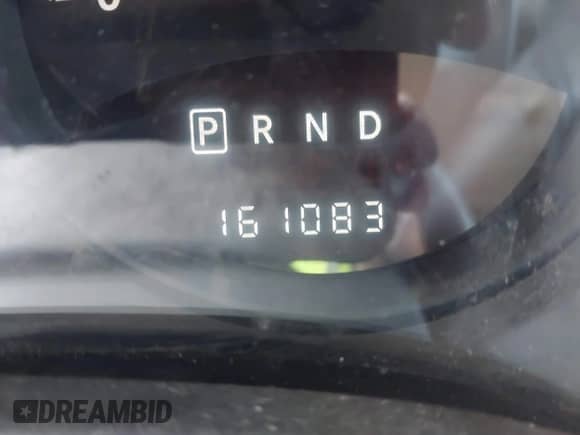 P R N D
161083
DREAMBID